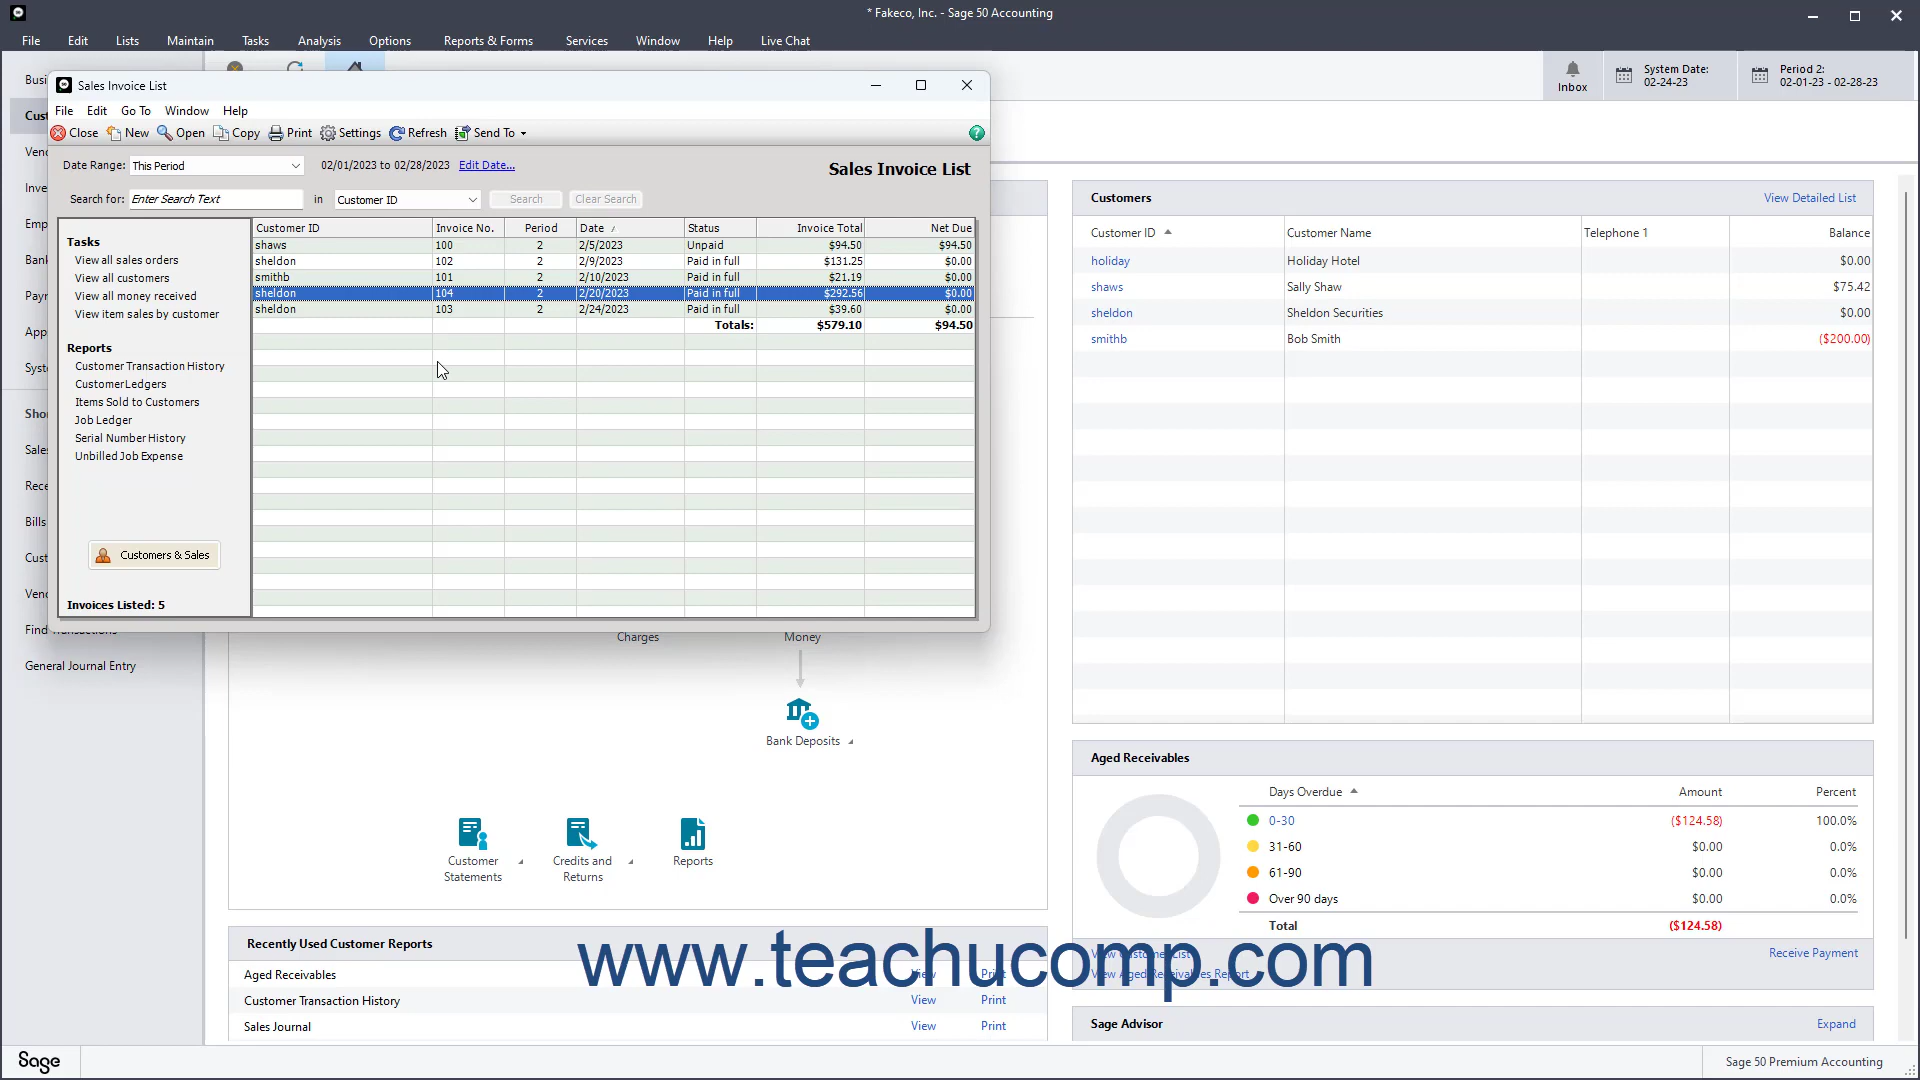 * Fakeco, Inc. - Sage 50 Accounting
File Edit Lists Maintain Tasks Analysis Options Reports & Forms Services Window Help Live Chat
Inbox
System Date:
02-24-23
Period 2:
02-01-23 - 02-28-23
Sales Invoice List
File Edit Go To Window Help
Close New Open Copy Print Settings Refresh Send To
Date Range: This Period 02/01/2023 to 02/28/2023 Edit Date...
Sales Invoice List
Search for: Enter Search Text in Customer ID Search Clear Search
Tasks
View all sales orders
View all customers
View all money received
View item sales by customer
Reports
Customer Transaction History
Customer Ledgers
Items Sold to Customers
Job Ledger
Serial Number History
Unbilled Job Expense
Customers & Sales
Invoices Listed: 5
Customer ID Invoice No. Period Date Status Invoice Total Net Due
shaws 100 2 2/5/2023 Unpaid $94.50 $94.50
sheldon 102 2 2/9/2023 Paid in full $131.25 $0.00
smithb 101 2 2/10/2023 Paid in full $21.19 $0.00
sheldon 104 2 2/20/2023 Paid in full $292.56 $0.00
sheldon 103 2 2/24/2023 Paid in full $39.60 $0.00
Totals: $579.10 $94.50
General Journal Entry
Charges
Money
Bank Deposits
Customer
Statements
Credits and
Returns
Reports
Recently Used Customer Reports
Aged Receivables View Print
Customer Transaction History View Print
Sales Journal View Print
Customers View Detailed List
Customer ID Customer Name Telephone 1 Balance
holiday Holiday Hotel $0.00
shaws Sally Shaw $75.42
sheldon Sheldon Securities $0.00
smithb Bob Smith ($200.00)
Aged Receivables
Days Overdue Amount Percent
0-30 ($124.58) 100.0%
31-60 $0.00 0.0%
61-90 $0.00 0.0%
Over 90 days $0.00 0.0%
Total ($124.58)
View Customer List
Receive Payment
View Aged Receivables Report
Sage Advisor Expand
www.teachucomp.com
Sage
Sage 50 Premium Accounting